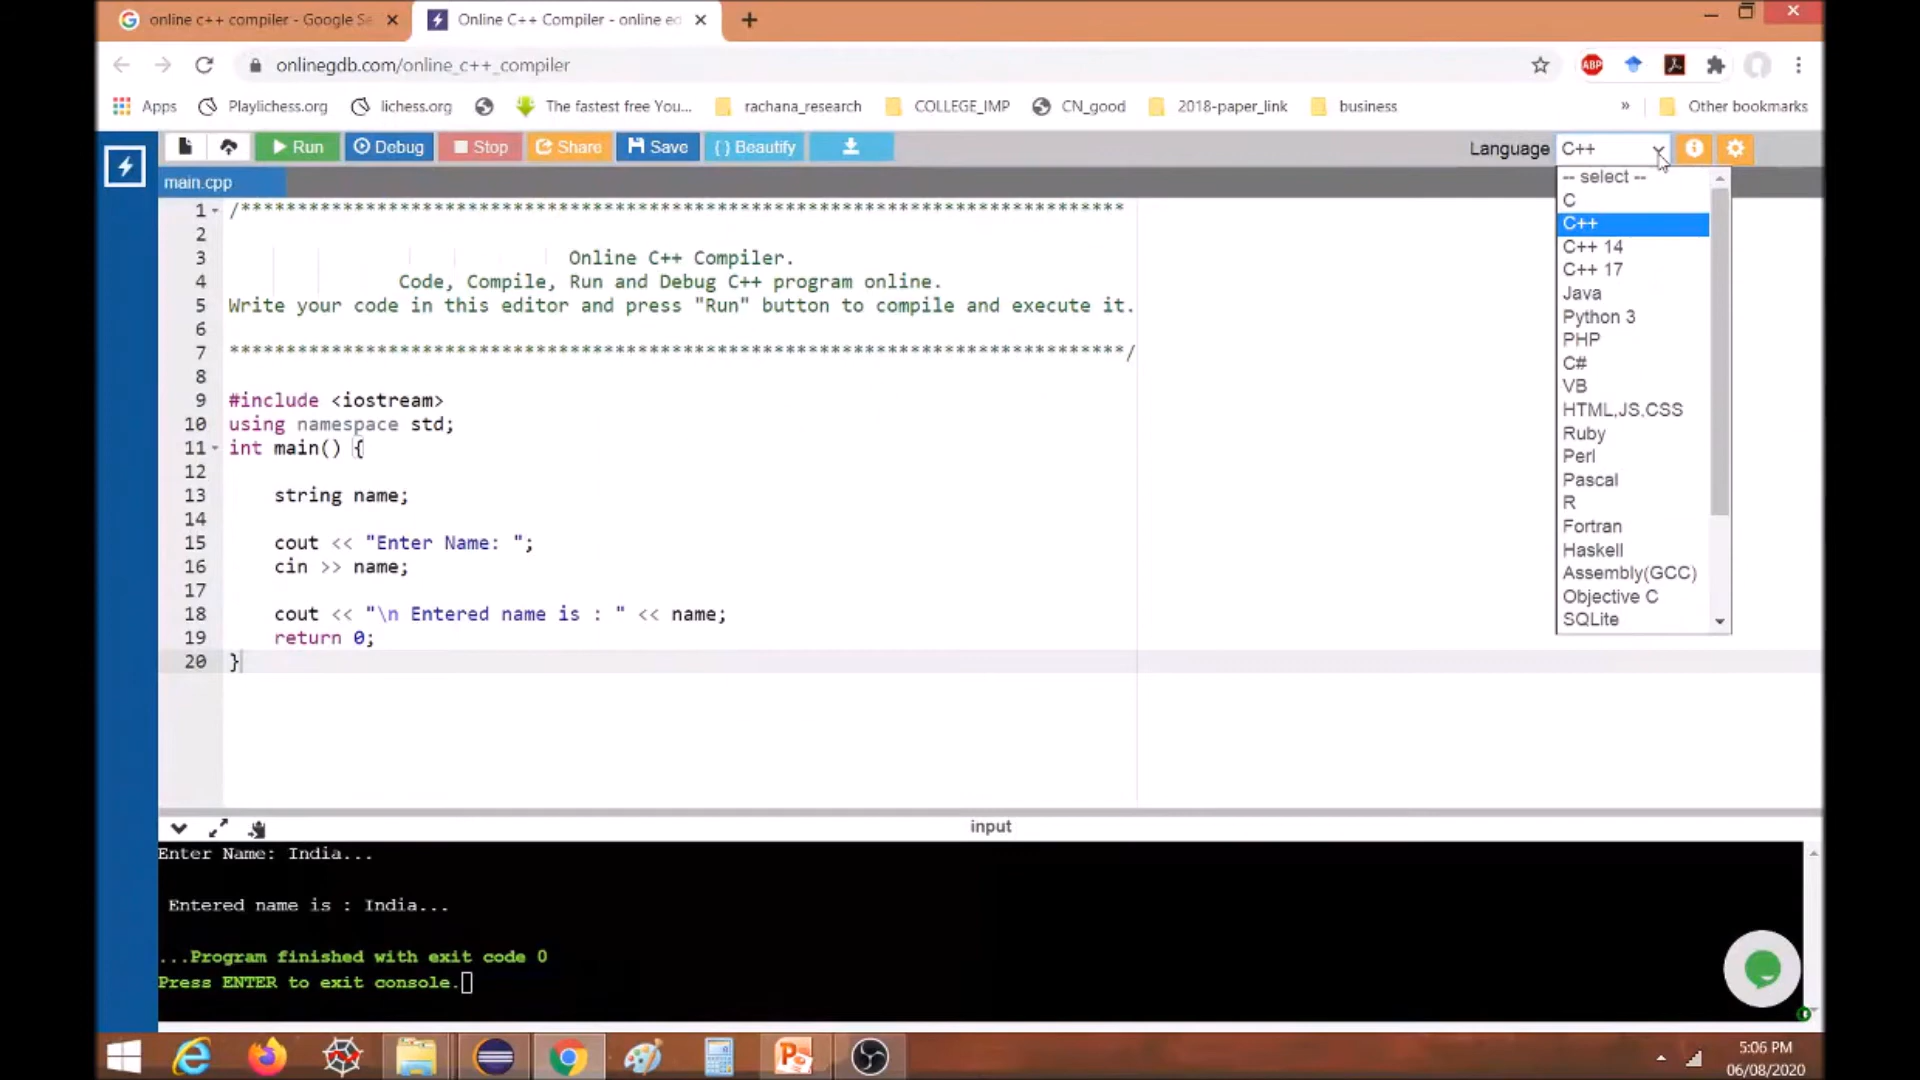 online c++ compiler - Google Se
Online C++ Compiler - online ed
onlinegdb.com/online_c++_compiler
ABP
Apps
Playlichess.org
lichess.org
The fastest free You...
rachana_research
COLLEGE_IMP
CN_good
2018-paper_link
business
»
Other bookmarks
Run
Debug
Stop
Share
Save
{ } Beautify
Language
C++
main.cpp
-- select --
C
C++
C++ 14
C++ 17
Java
Python 3
PHP
C#
VB
HTML,JS,CSS
Ruby
Perl
Pascal
R
Fortran
Haskell
Assembly(GCC)
Objective C
SQLite
1 /******************************************************************************
2
3 Online C++ Compiler.
4 Code, Compile, Run and Debug C++ program online.
5 Write your code in this editor and press "Run" button to compile and execute it.
6
7 *******************************************************************************/
8
9 #include <iostream>
10 using namespace std;
11 int main() {
12
13 string name;
14
15 cout << "Enter Name: ";
16 cin >> name;
17
18 cout << "\n Entered name is : " << name;
19 return 0;
20 }
input
Enter Name: India...
Entered name is : India...
...Program finished with exit code 0
Press ENTER to exit console.
5:06 PM
06/08/2020